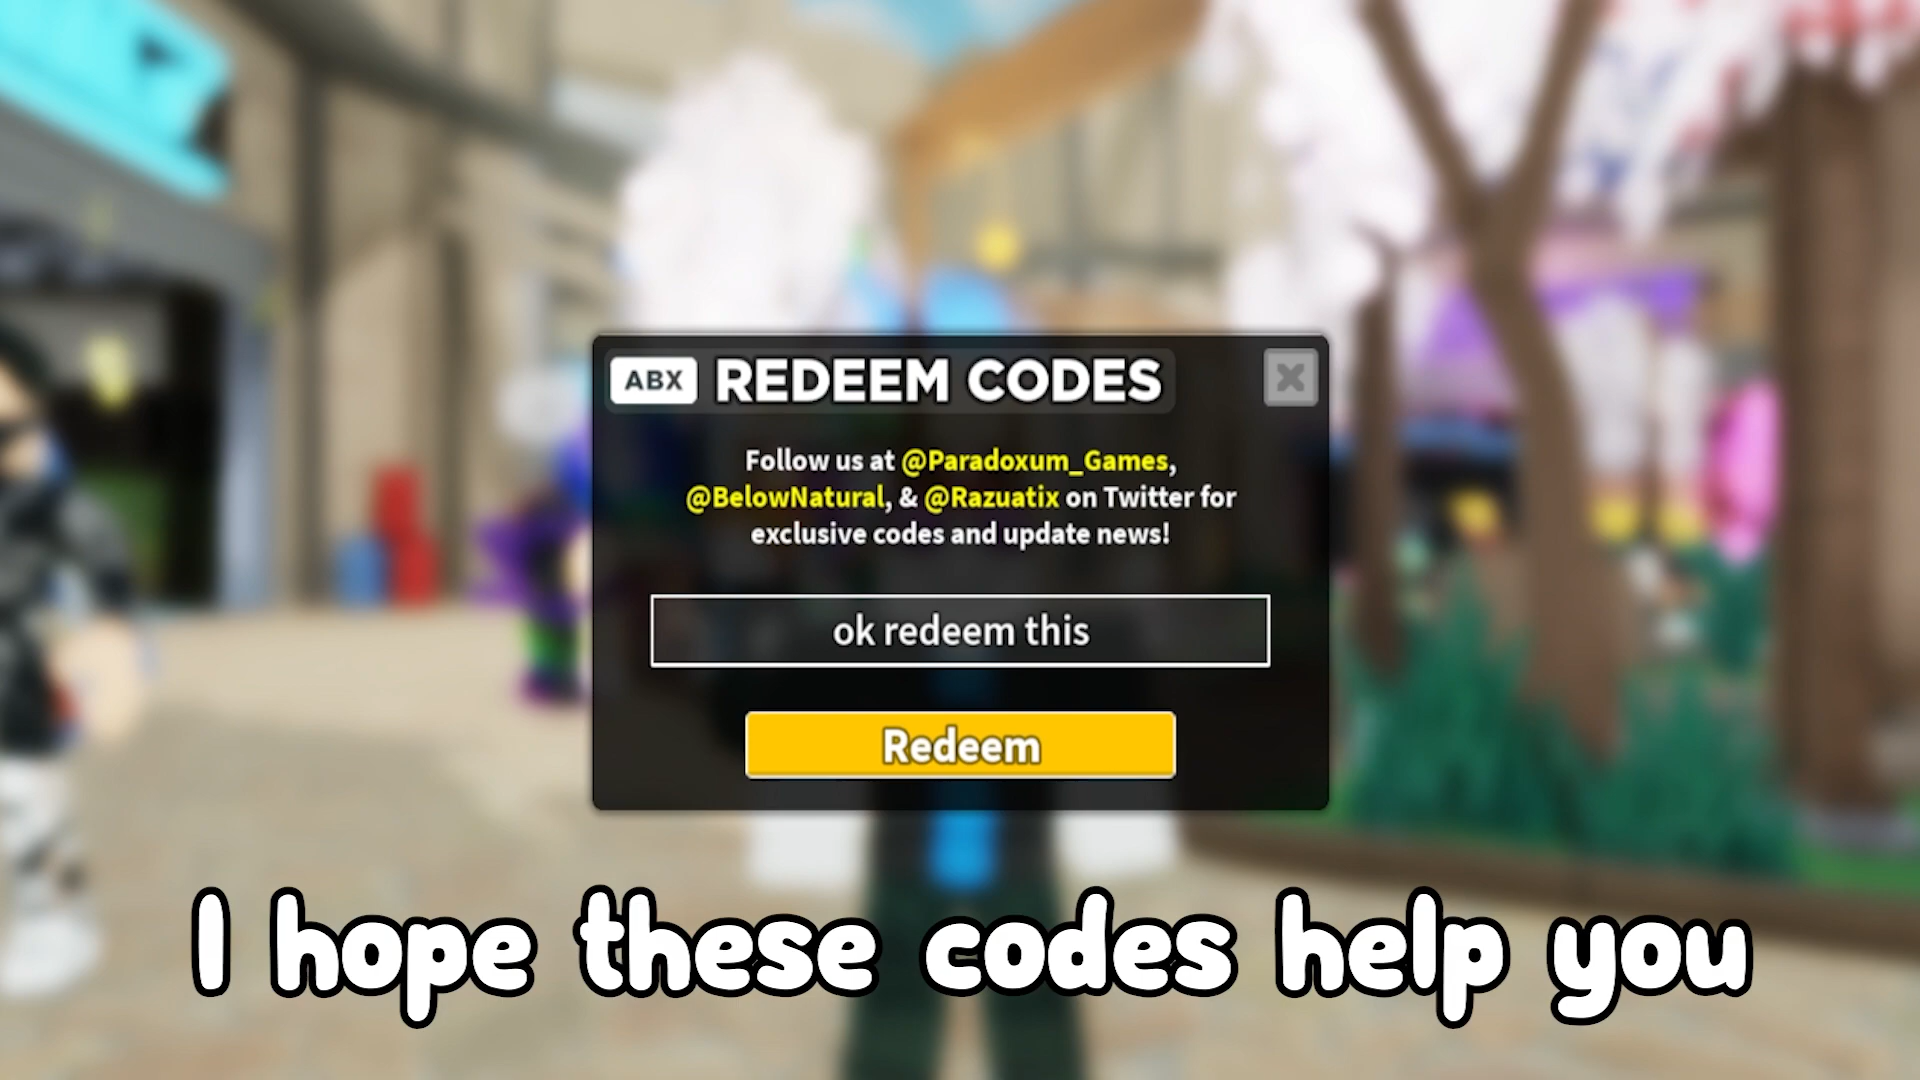 ABX REDEEM CODES
Follow us at @Paradoxum_Games,
@BelowNatural, & @Razuatix on Twitter for
exclusive codes and update news!
ok redeem this
Redeem
I hope these codes help you